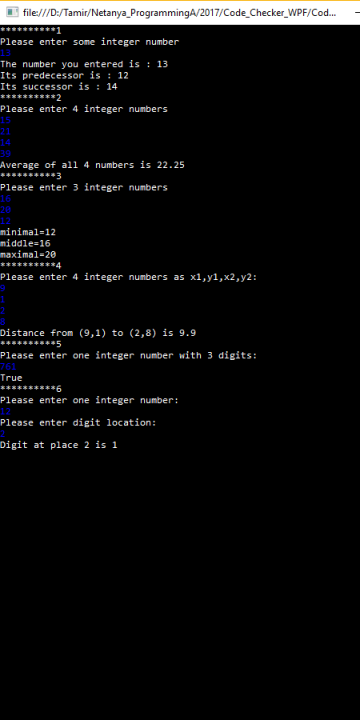 file:///D:/Tamir/Netanya_ProgrammingA/2017/Code_Checker_WPF/Cod...
**********1
Please enter some integer number
13
The number you entered is : 13
Its predecessor is : 12
Its successor is : 14
**********2
Please enter 4 integer numbers
15
21
14
39
Average of all 4 numbers is 22.25
**********3
Please enter 3 integer numbers
16
20
12
minimal=12
middle=16
maximal=20
**********4
Please enter 4 integer numbers as x1,y1,x2,y2:
9
1
2
8
Distance from (9,1) to (2,8) is 9.9
**********5
Please enter one integer number with 3 digits:
True
**********6
Please enter one integer number:
12
Please enter digit location:
2
Digit at place 2 is 1